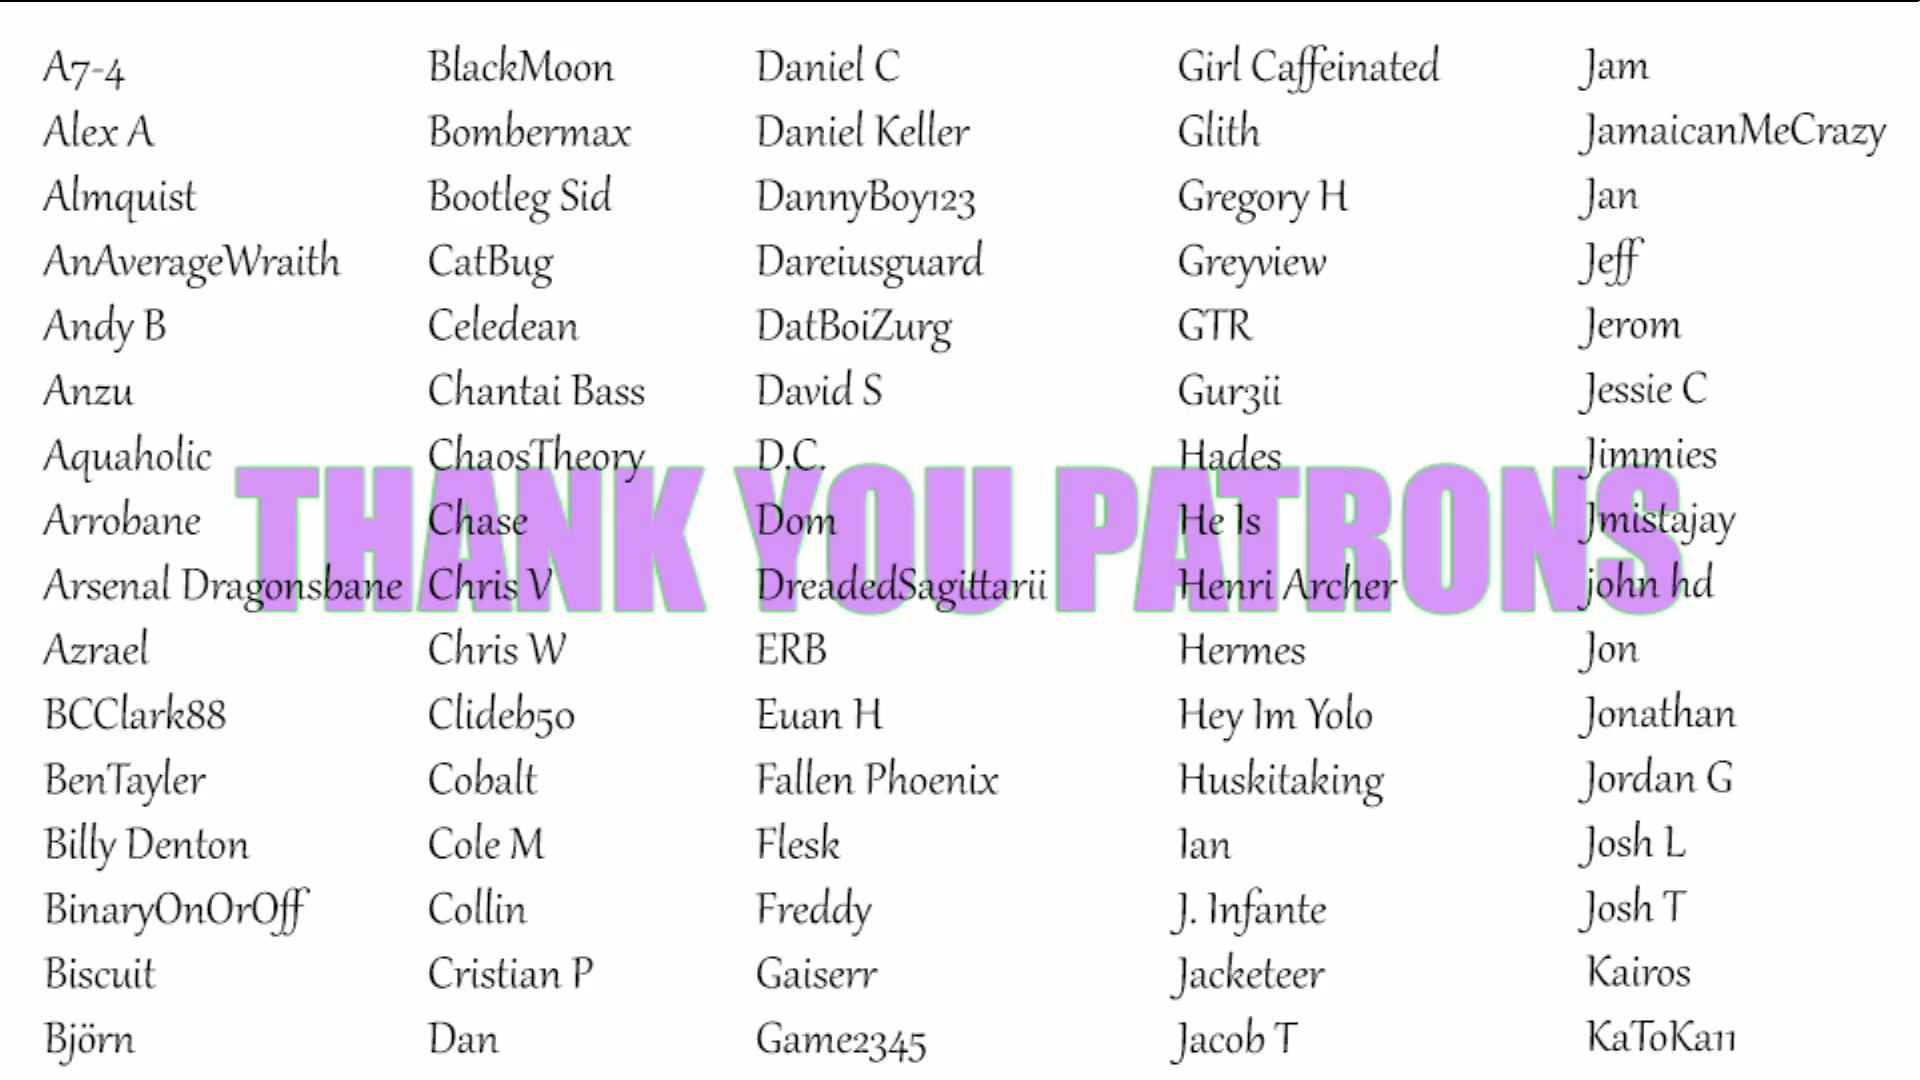 A7-4
Alex A
Almquist
AnAverageWraith
Andy B
Anzu
Aquaholic
Arrobane
Arsenal Dragonsbane
Azrael
BCClark88
BenTayler
Billy Denton
BinaryOnOrOff
Biscuit
Björn
BlackMoon
Bombermax
Bootleg Sid
CatBug
Celedean
Chantai Bass
ChaosTheory
Chase
Chris V
Chris W
Clideb50
Cobalt
Cole M
Collin
Cristian P
Dan
Daniel C
Daniel Keller
DannyBoy123
Dareiusguard
DatBoiZurg
David S
D.C.
Dom
DreadedSagittarii
ERB
Euan H
Fallen Phoenix
Flesk
Freddy
Gaiserr
Game2345
Girl Caffeinated
Glith
Gregory H
Greyview
GTR
Gur3ii
Hades
He Is
Henri Archer
Hermes
Hey Im Yolo
Huskitaking
Ian
J. Infante
Jacketeer
Jacob T
Jam
JamaicanMeCrazy
Jan
Jeff
Jerom
Jessie C
Jimmies
Jmistajay
john hd
Jon
Jonathan
Jordan G
Josh L
Josh T
Kairos
KaToKa11
THANK YOU PATRONS